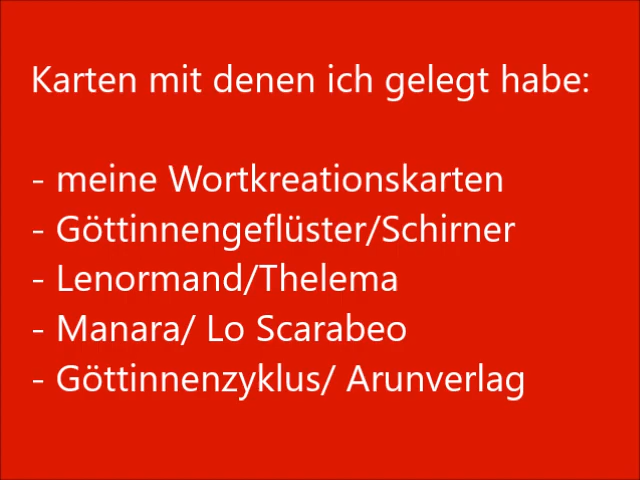 Karten mit denen ich gelegt habe:
- meine Wortkreationskarten
- Göttinnengeflüster/Schirner
- Lenormand/Thelema
- Manara/ Lo Scarabeo
- Göttinnenzyklus/ Arunverlag